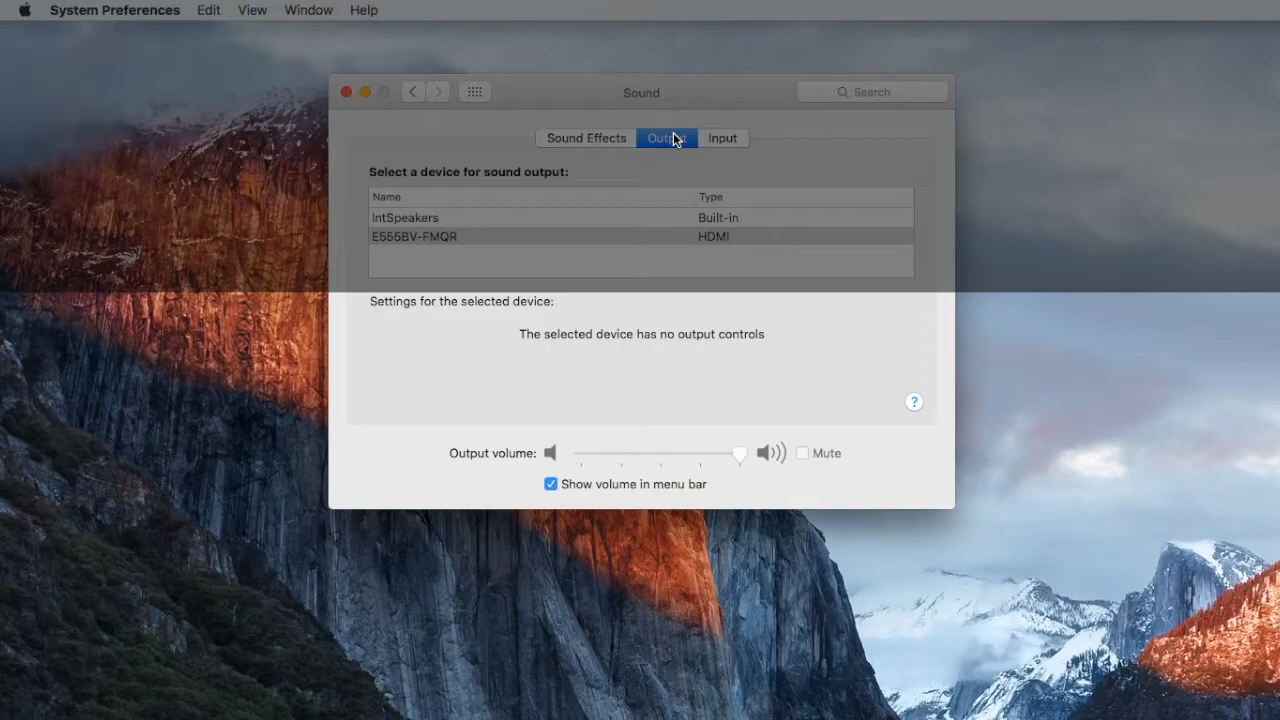 System Preferences Edit View Window Help
Sound
Search
Sound Effects Output Input
Select a device for sound output:
Name Type
IntSpeakers Built-in
E555BV-FMQR HDMI
Settings for the selected device:
The selected device has no output controls
?
Output volume: Mute
Show volume in menu bar